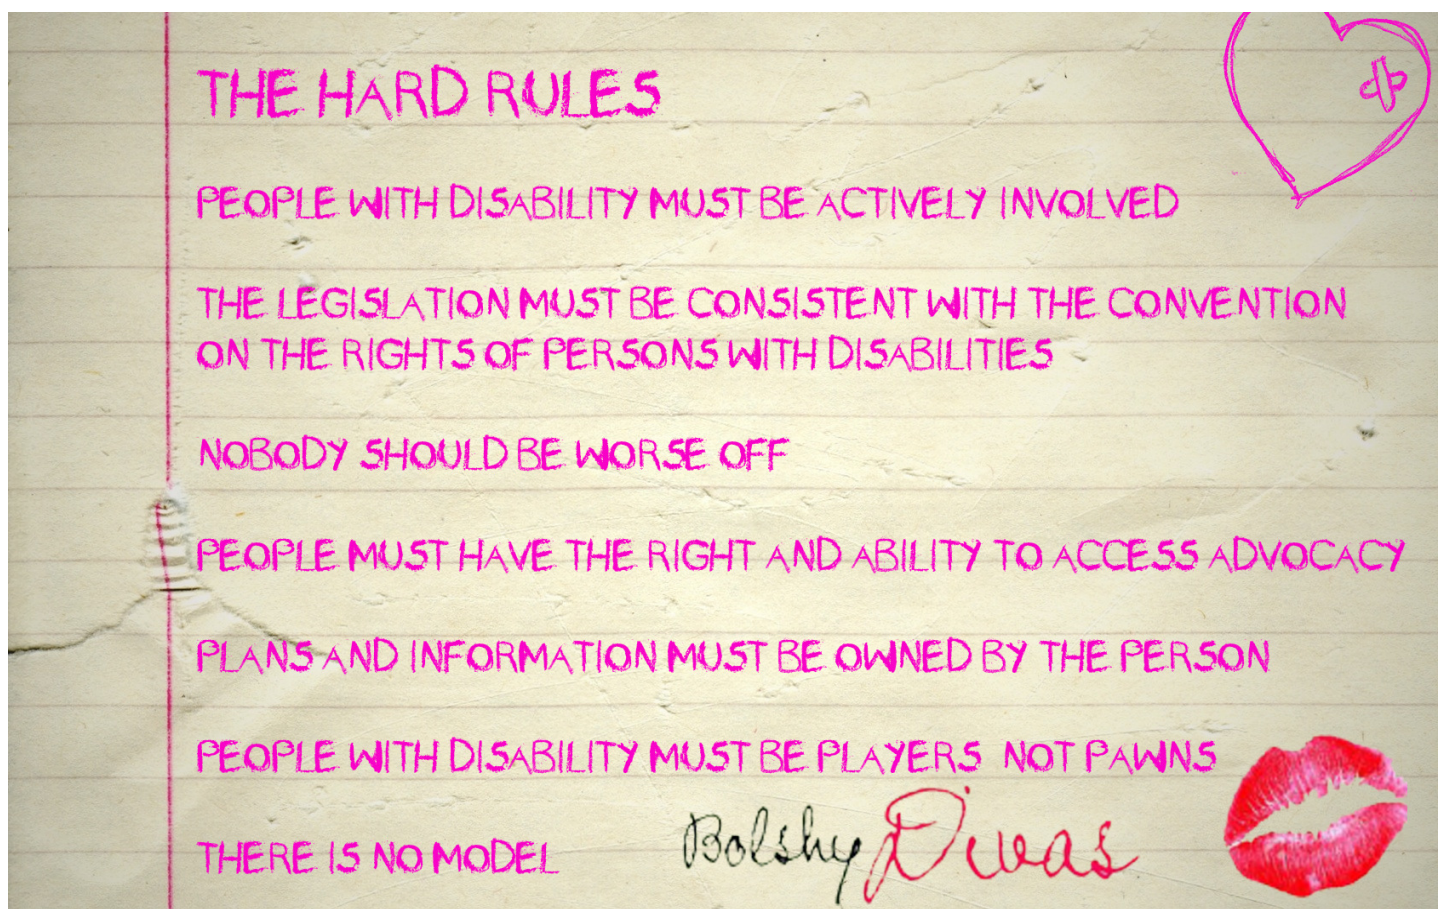 THE HARD RULES
PEOPLE WITH DISABILITY MUST BE ACTIVELY INVOLVED
THE LEGISLATION MUST BE CONSISTENT WITH THE CONVENTION
ON THE RIGHTS OF PERSONS WITH DISABILITIES
NOBODY SHOULD BE WORSE OFF
PEOPLE MUST HAVE THE RIGHT AND ABILITY TO ACCESS ADVOCACY
PLANS AND INFORMATION MUST BE OWNED BY THE PERSON
PEOPLE WITH DISABILITY MUST BE PLAYERS NOT PAWNS
THERE IS NO MODEL
Bolshy Divas